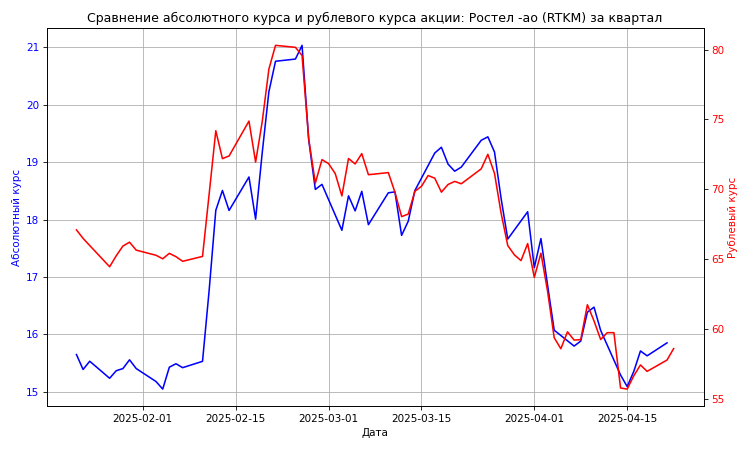 Сравнение абсолютного курса и рублевого курса акции: Ростел -ао (RTKM) за квартал
21
20
19
18
17
16
15
Абсолютный курс
80
75
70
65
60
55
Рублевый курс
2025-02-01 2025-02-15 2025-03-01 2025-03-15 2025-04-01 2025-04-15
Дата